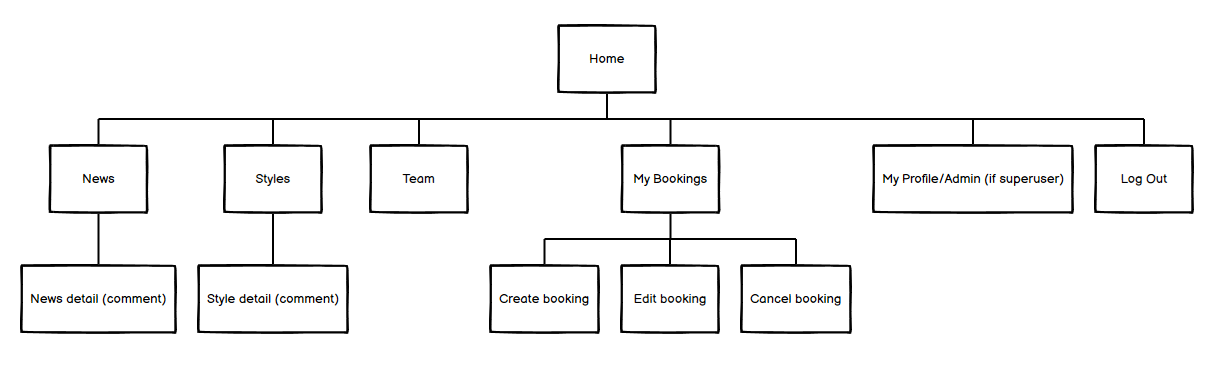 Home
News
Styles
Team
My Bookings
My Profile/Admin (if superuser)
Log Out
News detail (comment)
Style detail (comment)
Create booking
Edit booking
Cancel booking